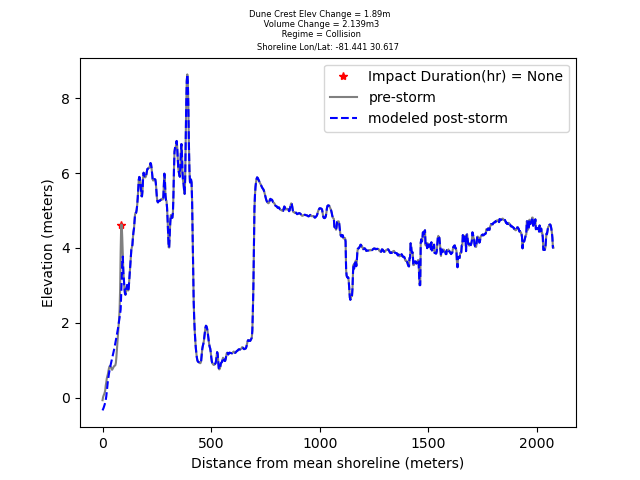 Dune Crest Elev Change = 1.89m
Volume Change = 2.139m3
Regime = Collision
Shoreline Lon/Lat: -81.441 30.617
Impact Duration(hr) = None
pre-storm
modeled post-storm
Elevation (meters)
8
6
4
2
0
0 500 1000 1500 2000
Distance from mean shoreline (meters)